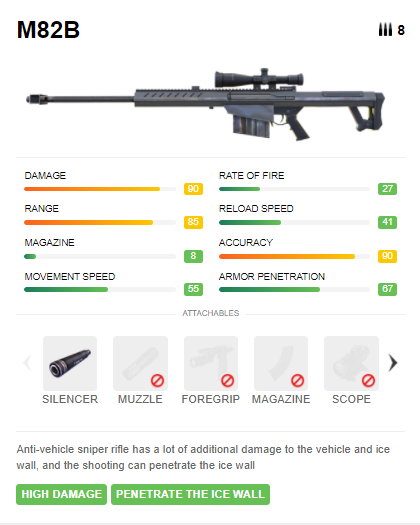 M82B 8
DAMAGE 90 RATE OF FIRE 27
RANGE 85 RELOAD SPEED 41
MAGAZINE 8 ACCURACY 90
MOVEMENT SPEED 55 ARMOR PENETRATION 67
ATTACHABLES
SILENCER MUZZLE FOREGRIP MAGAZINE SCOPE
Anti-vehicle sniper rifle has a lot of additional damage to the vehicle and ice
wall, and the shooting can penetrate the ice wall
HIGH DAMAGE PENETRATE THE ICE WALL